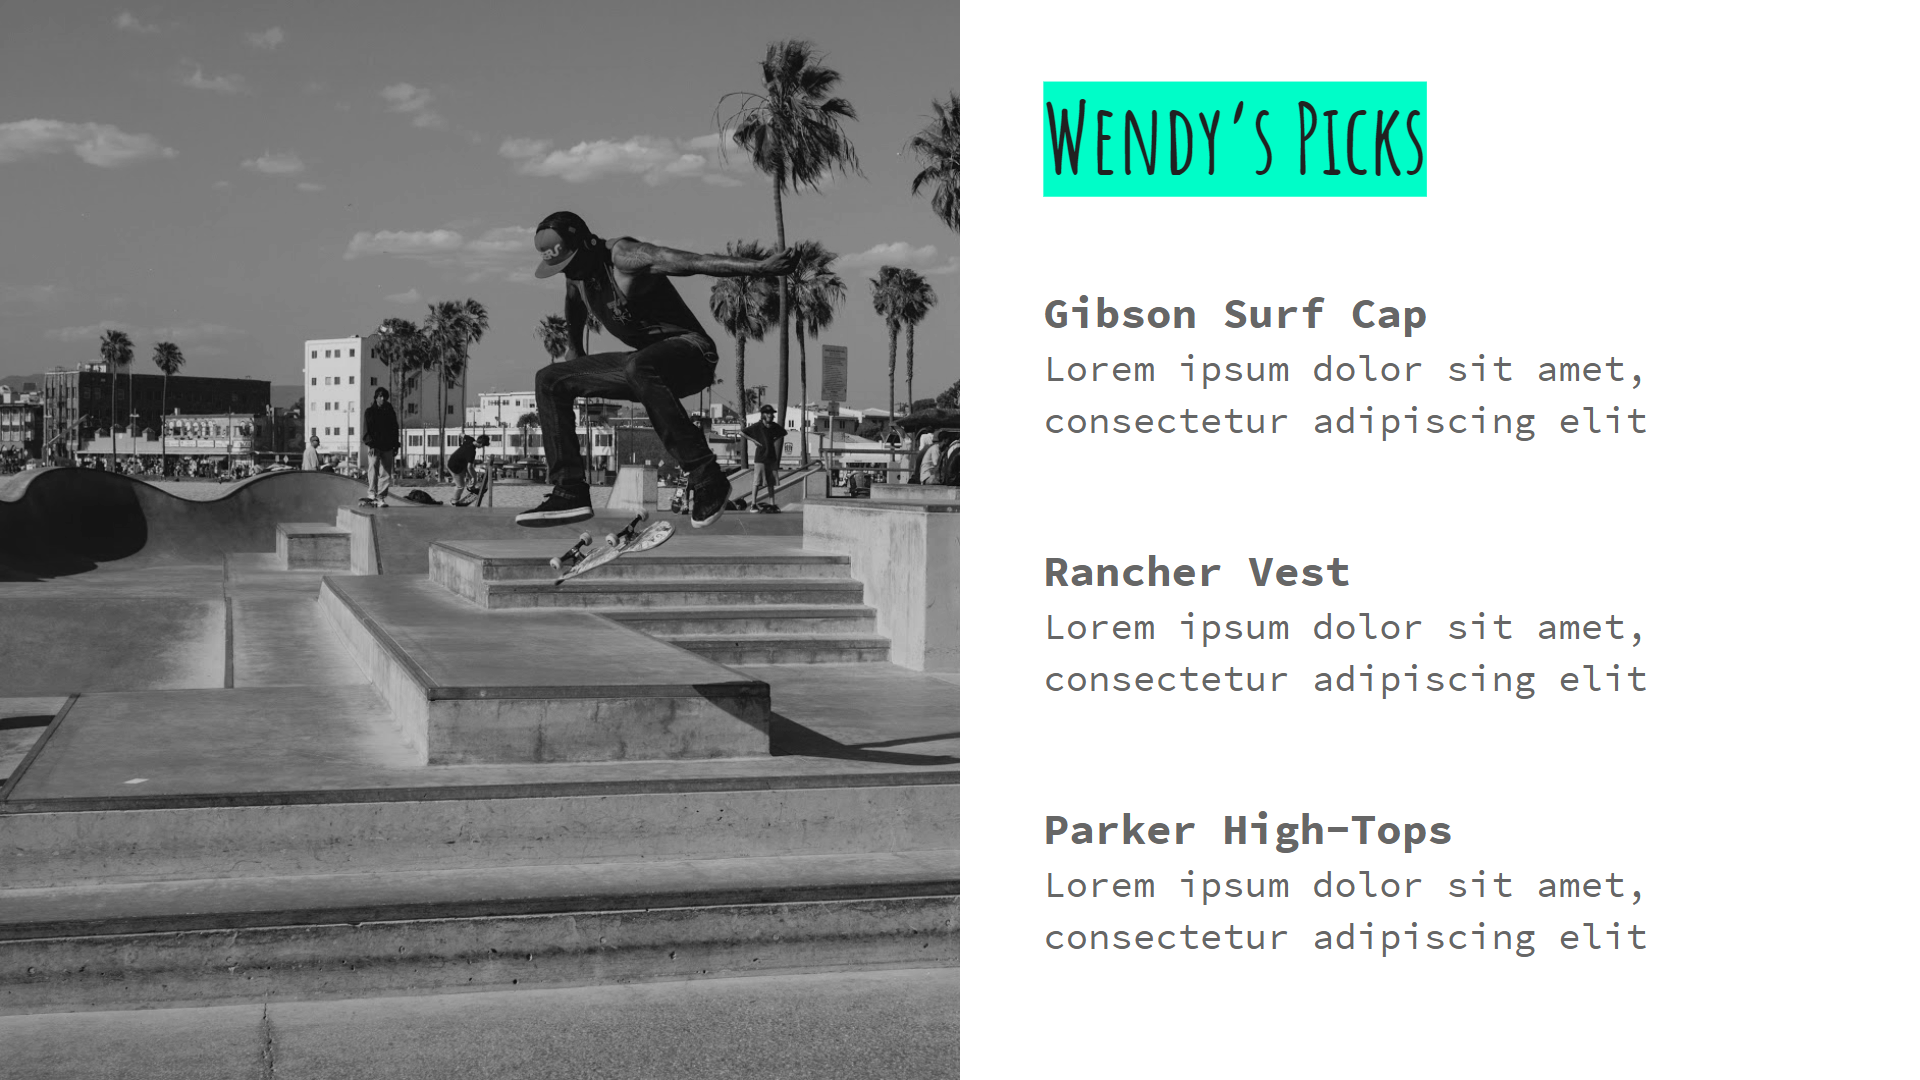 Wendy's Picks
Gibson Surf Cap
Lorem ipsum dolor sit amet,
consectetur adipiscing elit
Rancher Vest
Lorem ipsum dolor sit amet,
consectetur adipiscing elit
Parker High-Tops
Lorem ipsum dolor sit amet,
consectetur adipiscing elit